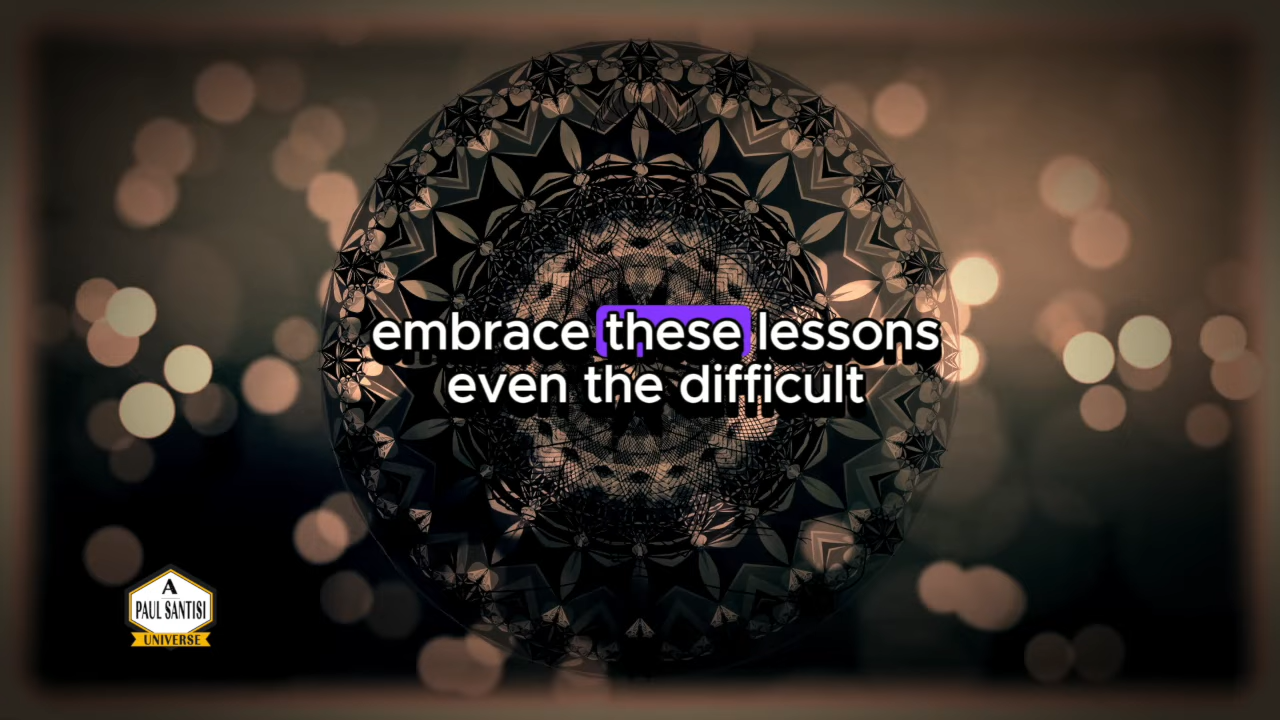 embrace these lessons
even the difficult
A
PAUL SANTISI
UNIVERSE